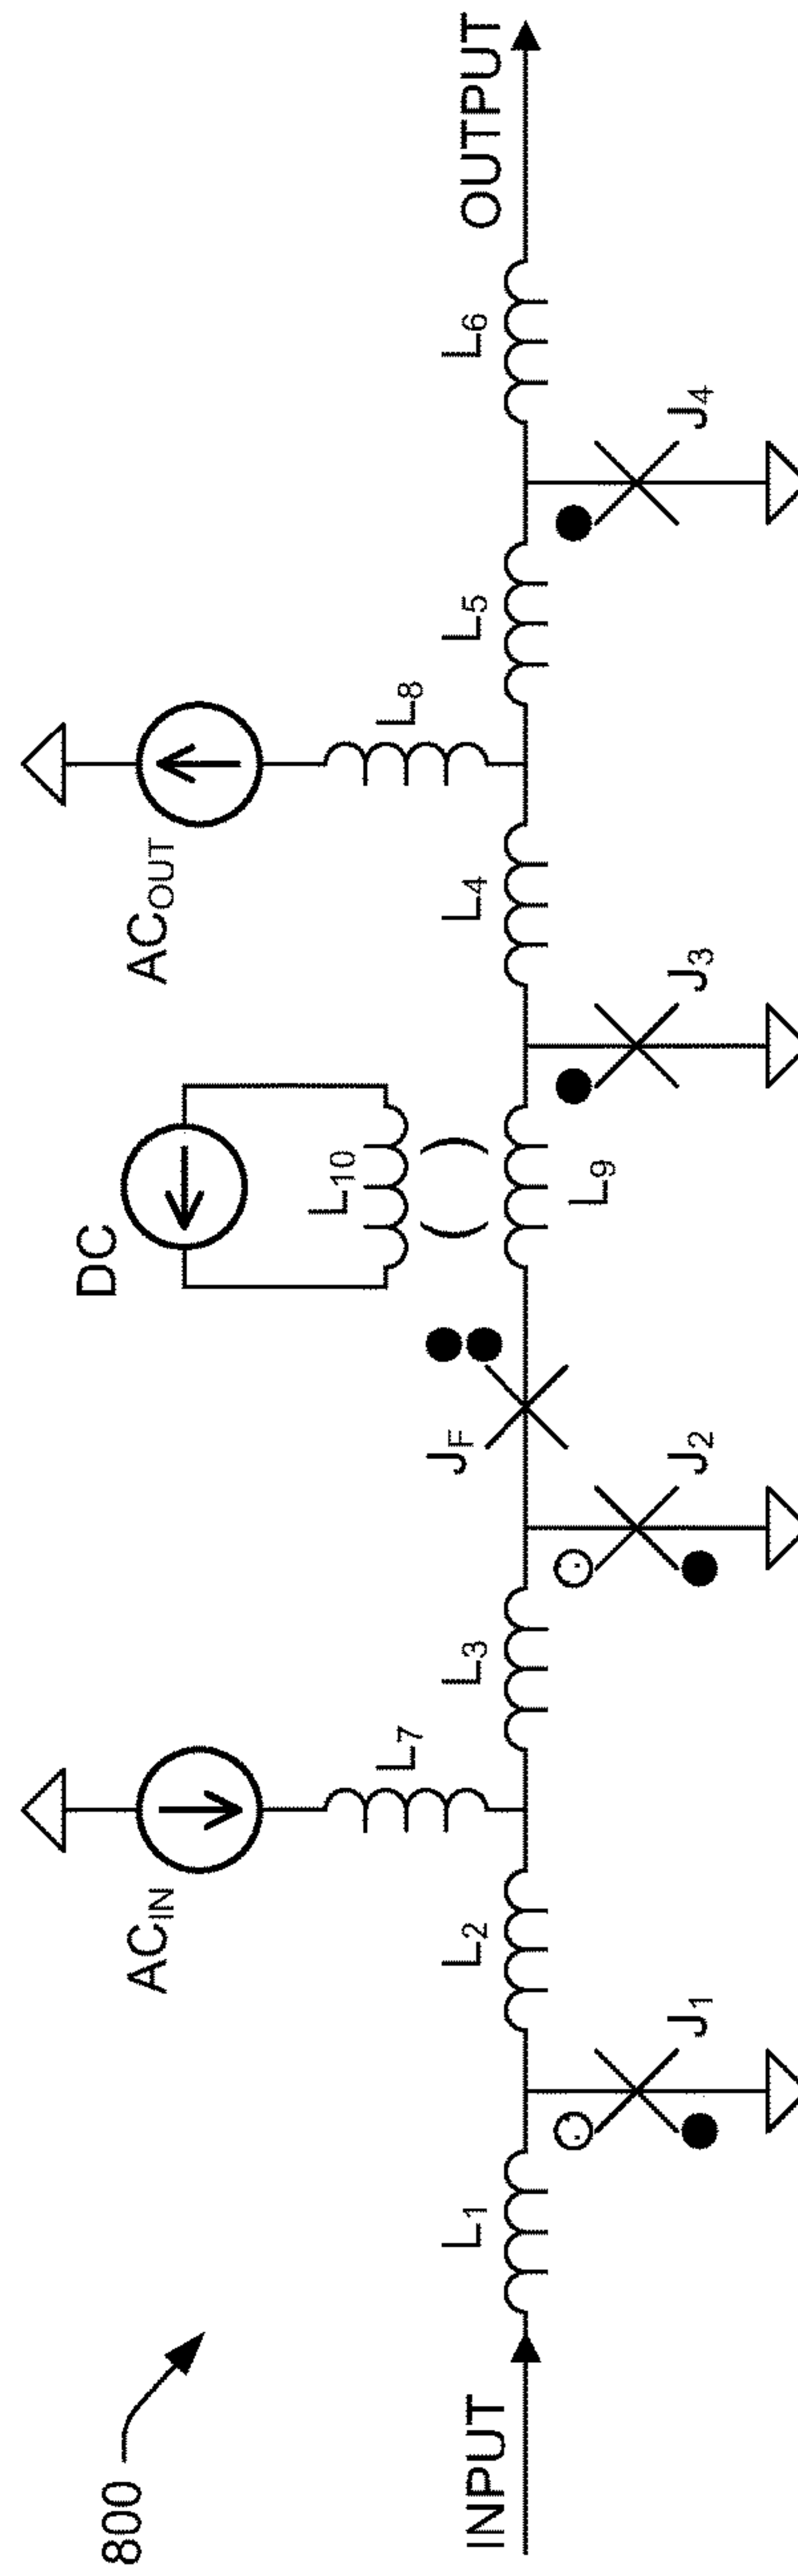 800
INPUT
L1
J1
L2
ACIN
L7
L3
J2
JF
DC
L10
L9
J3
L4
ACOUT
L8
L5
J4
L6
OUTPUT